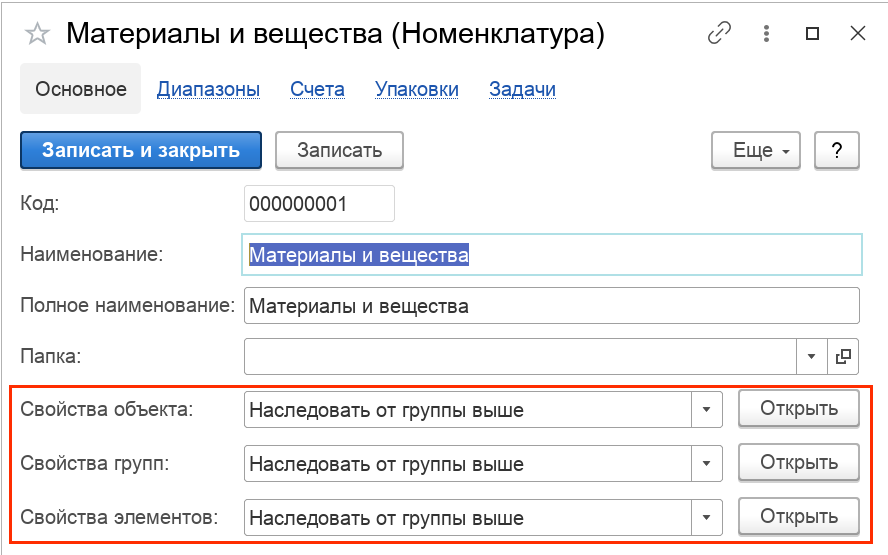 Материалы и вещества (Номенклатура)
Основное Диапазоны Счета Упаковки Задачи
Записать и закрыть Записать Еще ?
Код: 000000001
Наименование: Материалы и вещества
Полное наименование: Материалы и вещества
Папка:
Свойства объекта: Наследовать от группы выше Открыть
Свойства групп: Наследовать от группы выше Открыть
Свойства элементов: Наследовать от группы выше Открыть